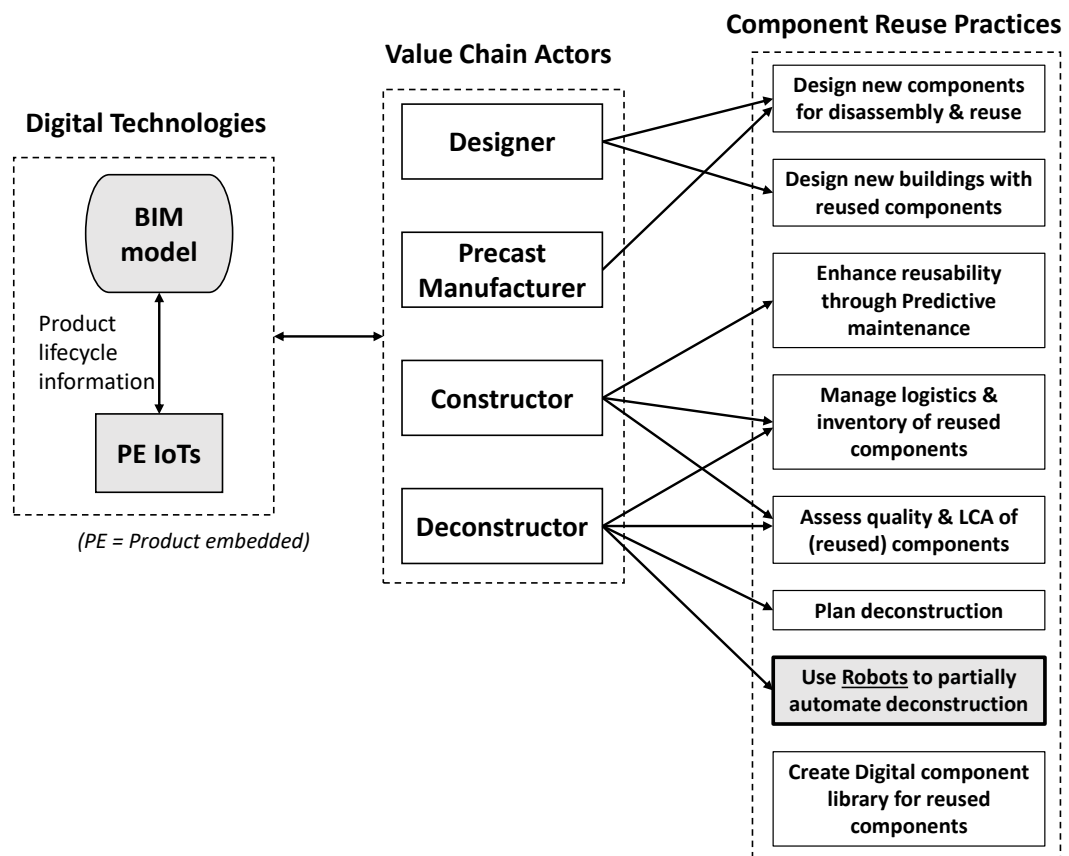 Digital Technologies
BIM
model
Product
lifecycle
information
PE IoTs
(PE = Product embedded)
Value Chain Actors
Designer
Precast
Manufacturer
Constructor
Deconstructor
Component Reuse Practices
Design new components
for disassembly & reuse
Design new buildings with
reused components
Enhance reusability
through Predictive
maintenance
Manage logistics &
inventory of reused
components
Assess quality & LCA of
(reused) components
Plan deconstruction
Use Robots to partially
automate deconstruction
Create Digital component
library for reused
components